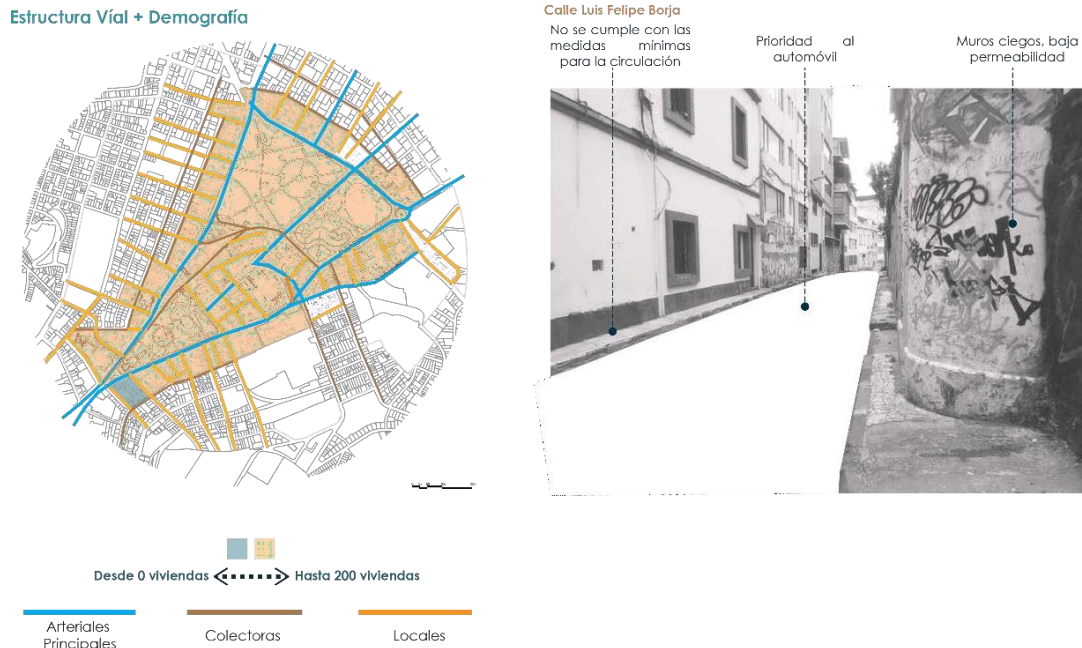 Estructura Víal + Demografía
Calle Luis Felipe Borja
No se cumple con las
medidas mínimas
para la circulación
Prioridad al
automóvil
Muros ciegos, baja
permeabilidad
Desde 0 viviendas
Hasta 200 viviendas
Arteriales
Principales
Colectoras
Locales